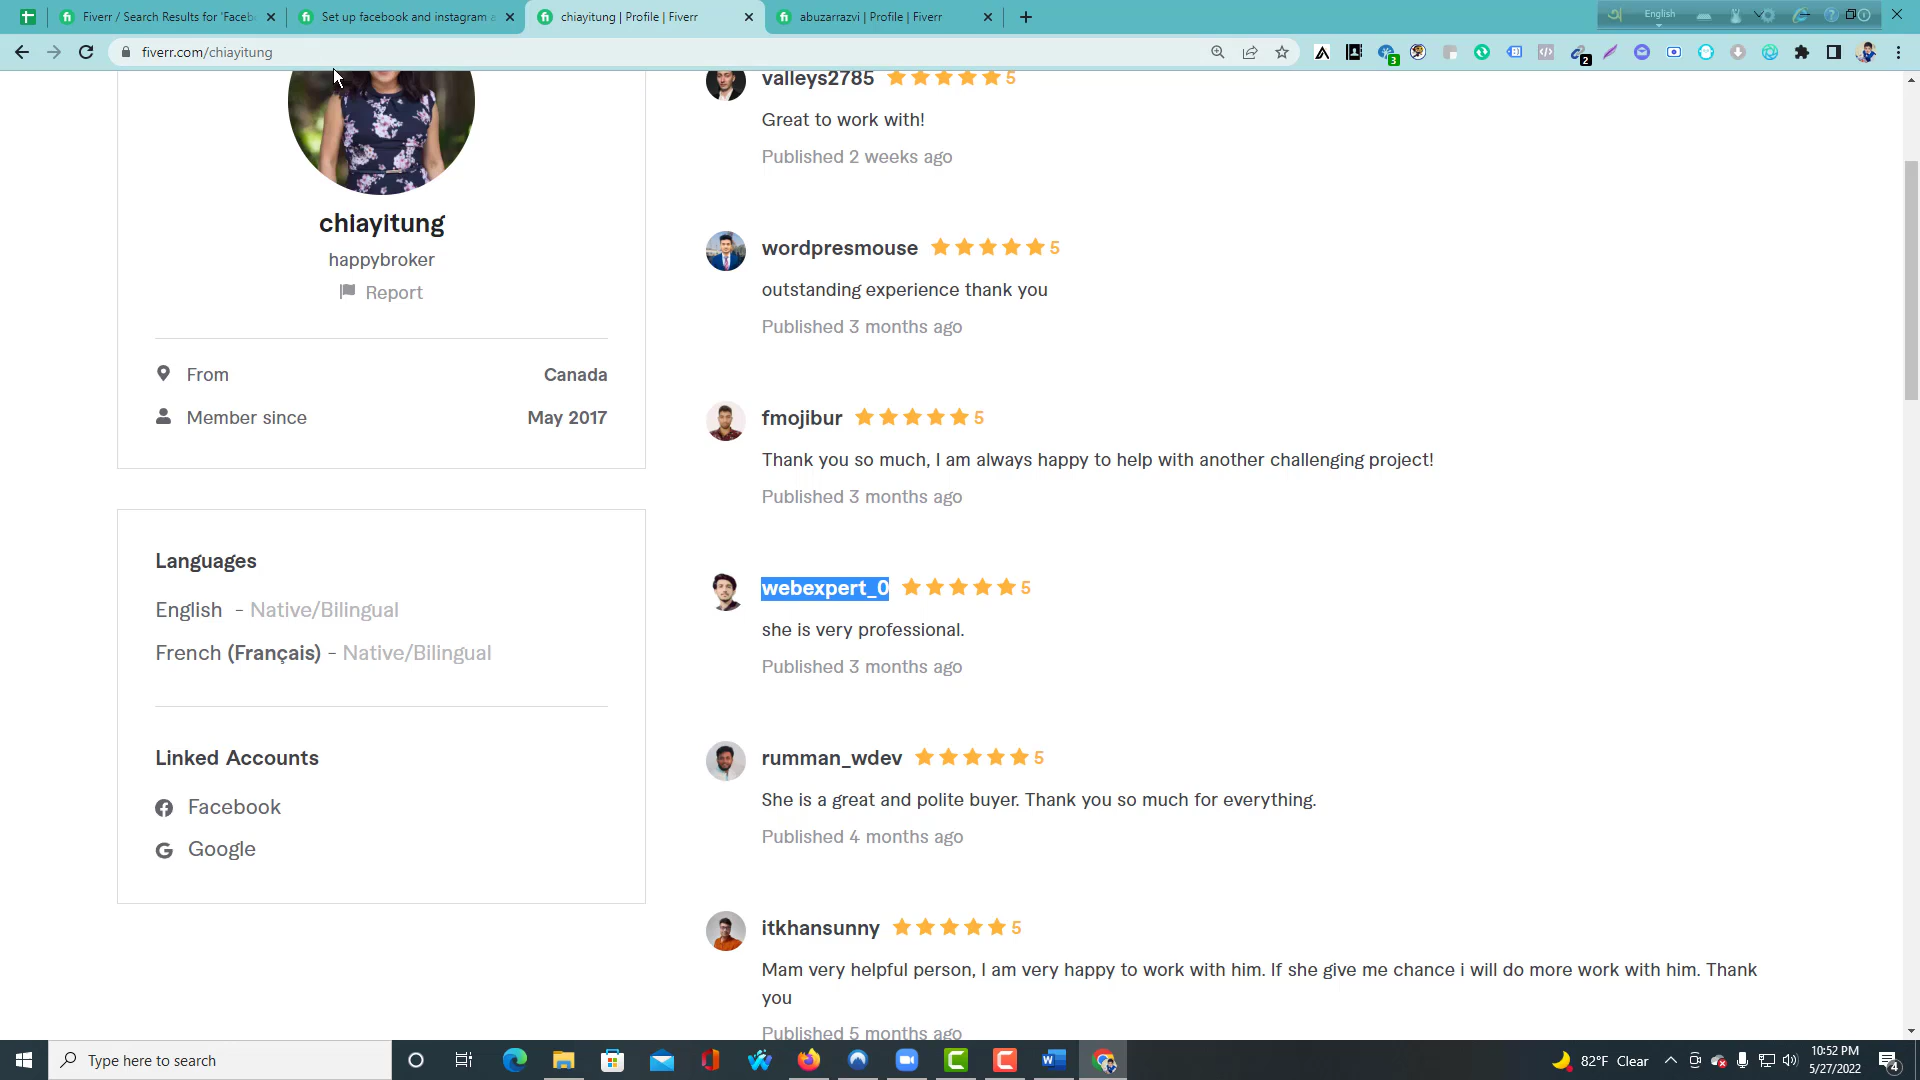 Fiverr / Search Results for 'Faceb
Set up facebook and instagram a
chiayitung | Profile | Fiverr
abuzarrazvi | Profile | Fiverr
English
fiverr.com/chiayitung
3
2
chiayitung
happybroker
Report
From
Canada
Member since
May 2017
Languages
English - Native/Bilingual
French (Français) - Native/Bilingual
Linked Accounts
Facebook
Google
valleys2785 5
Great to work with!
Published 2 weeks ago
wordpresmouse 5
outstanding experience thank you
Published 3 months ago
fmojibur 5
Thank you so much, I am always happy to help with another challenging project!
Published 3 months ago
webexpert_0 5
she is very professional.
Published 3 months ago
rumman_wdev 5
She is a great and polite buyer. Thank you so much for everything.
Published 4 months ago
itkhansunny 5
Mam very helpful person, I am very happy to work with him. If she give me chance i will do more work with him. Thank
you
Published 5 months ago
Type here to search
82°F Clear
10:52 PM
5/27/2022
4